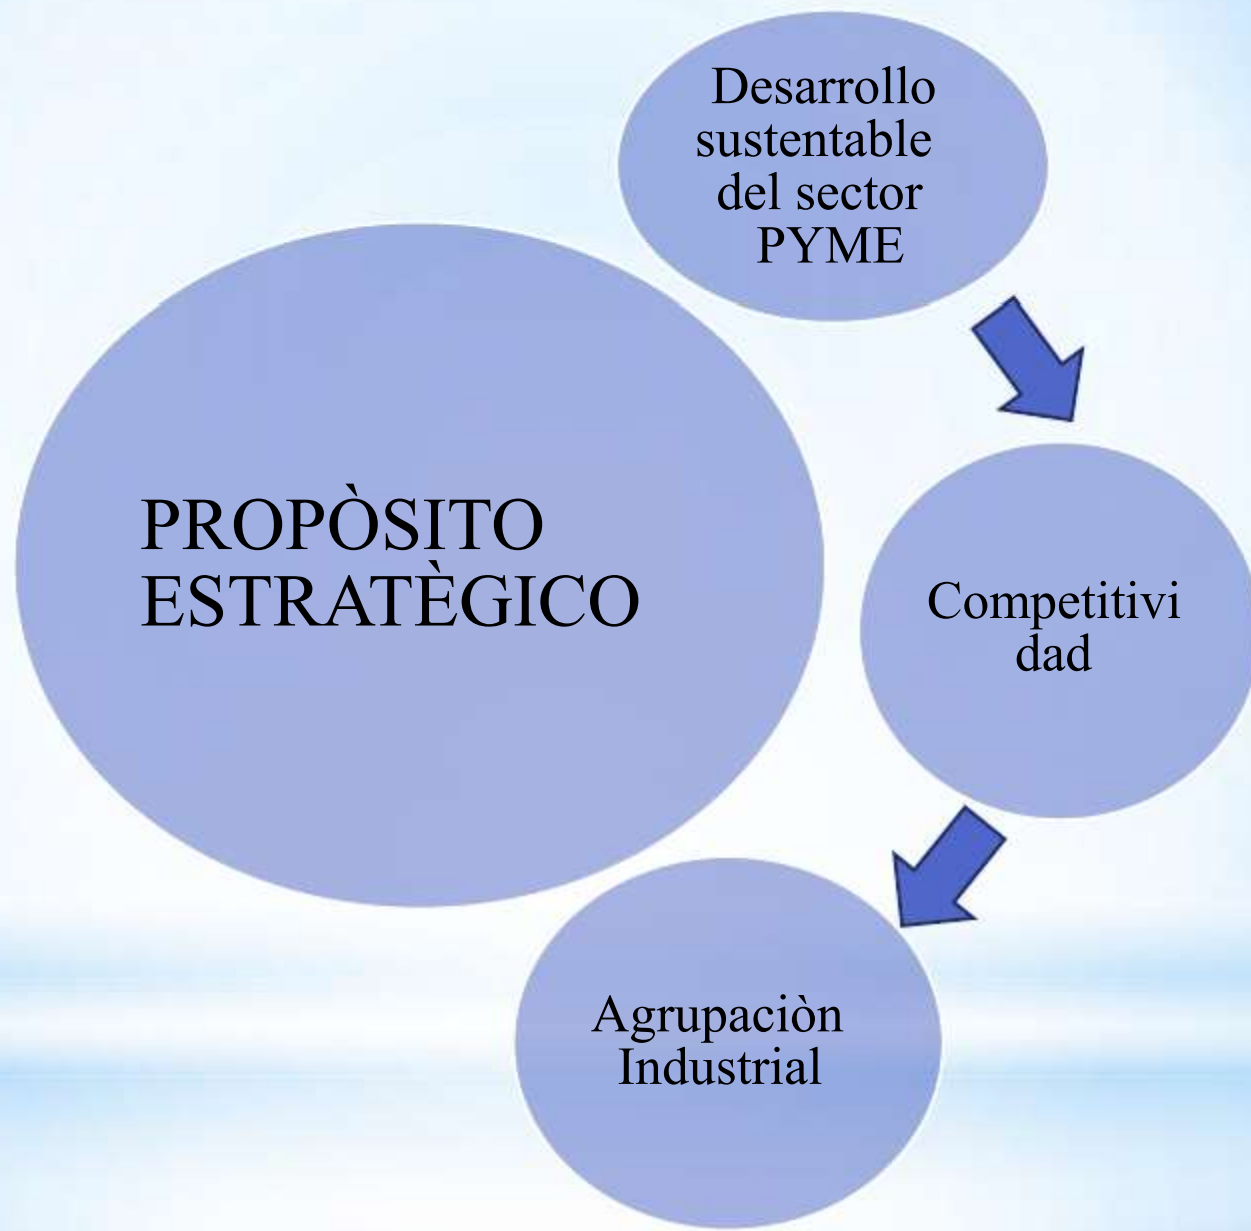 Desarrollo
sustentable
del sector
PYME
PROPÒSITO
ESTRATÈGICO
Competitivi
dad
Agrupaciòn
Industrial